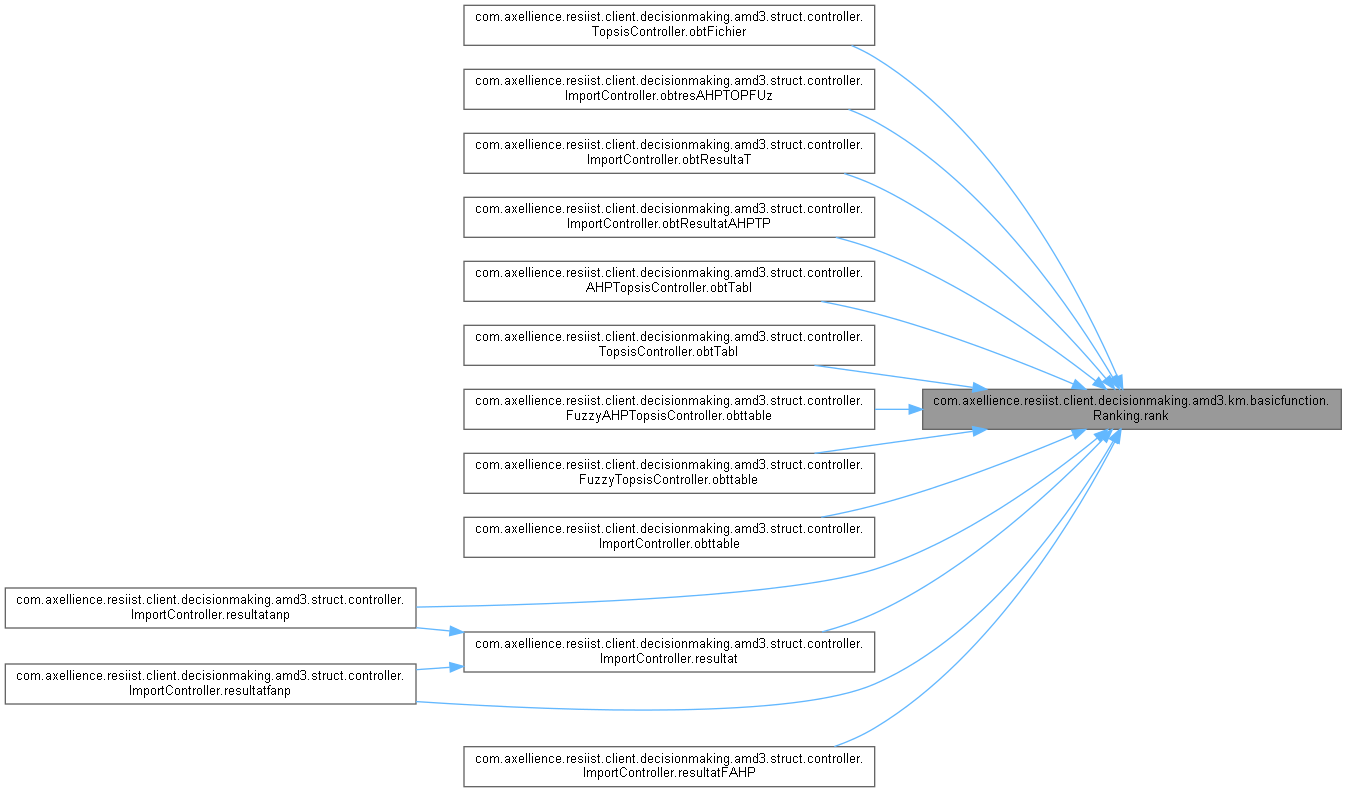 com.axellience.resiist.client.decisionmaking.amd3.struct.controller.
TopsisController.obtFichier
com.axellience.resiist.client.decisionmaking.amd3.struct.controller.
ImportController.obtresAHPTOPFUz
com.axellience.resiist.client.decisionmaking.amd3.struct.controller.
ImportController.obtResultaT
com.axellience.resiist.client.decisionmaking.amd3.struct.controller.
ImportController.obtResultatAHPTP
com.axellience.resiist.client.decisionmaking.amd3.struct.controller.
AHPTopsisController.obtTabl
com.axellience.resiist.client.decisionmaking.amd3.struct.controller.
TopsisController.obtTabl
com.axellience.resiist.client.decisionmaking.amd3.struct.controller.
FuzzyAHPTopsisController.obttable
com.axellience.resiist.client.decisionmaking.amd3.km.basicfunction.
Ranking.rank
com.axellience.resiist.client.decisionmaking.amd3.struct.controller.
FuzzyTopsisController.obttable
com.axellience.resiist.client.decisionmaking.amd3.struct.controller.
ImportController.obttable
com.axellience.resiist.client.decisionmaking.amd3.struct.controller.
ImportController.resultatanp
com.axellience.resiist.client.decisionmaking.amd3.struct.controller.
ImportController.resultat
com.axellience.resiist.client.decisionmaking.amd3.struct.controller.
ImportController.resultatfanp
com.axellience.resiist.client.decisionmaking.amd3.struct.controller.
ImportController.resultatFAHP